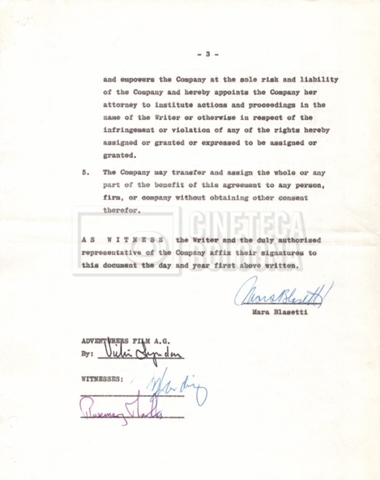 - 3 -
and empowers the Company at the sole risk and liability
of the Company and hereby appoints the Company her
attorney to institute actions and proceedings in the
name of the Writer or otherwise in respect of the
infringement or violation of any of the rights hereby
assigned or granted or expressed to be assigned or
granted.
5. The Company may transfer and assign the whole or any
part of the benefit of this agreement to any person,
firm, or company without obtaining other consent
therefor.
CINETECA
AS WITNESS the Writer and the duly authorised
representative of the Company affix their signatures to
this document the day and year first above written.
Mara Blasetti
Mara Blasetti
ADVENTURERS FILM A.G.
By:
WITNESSES:
Rosemary